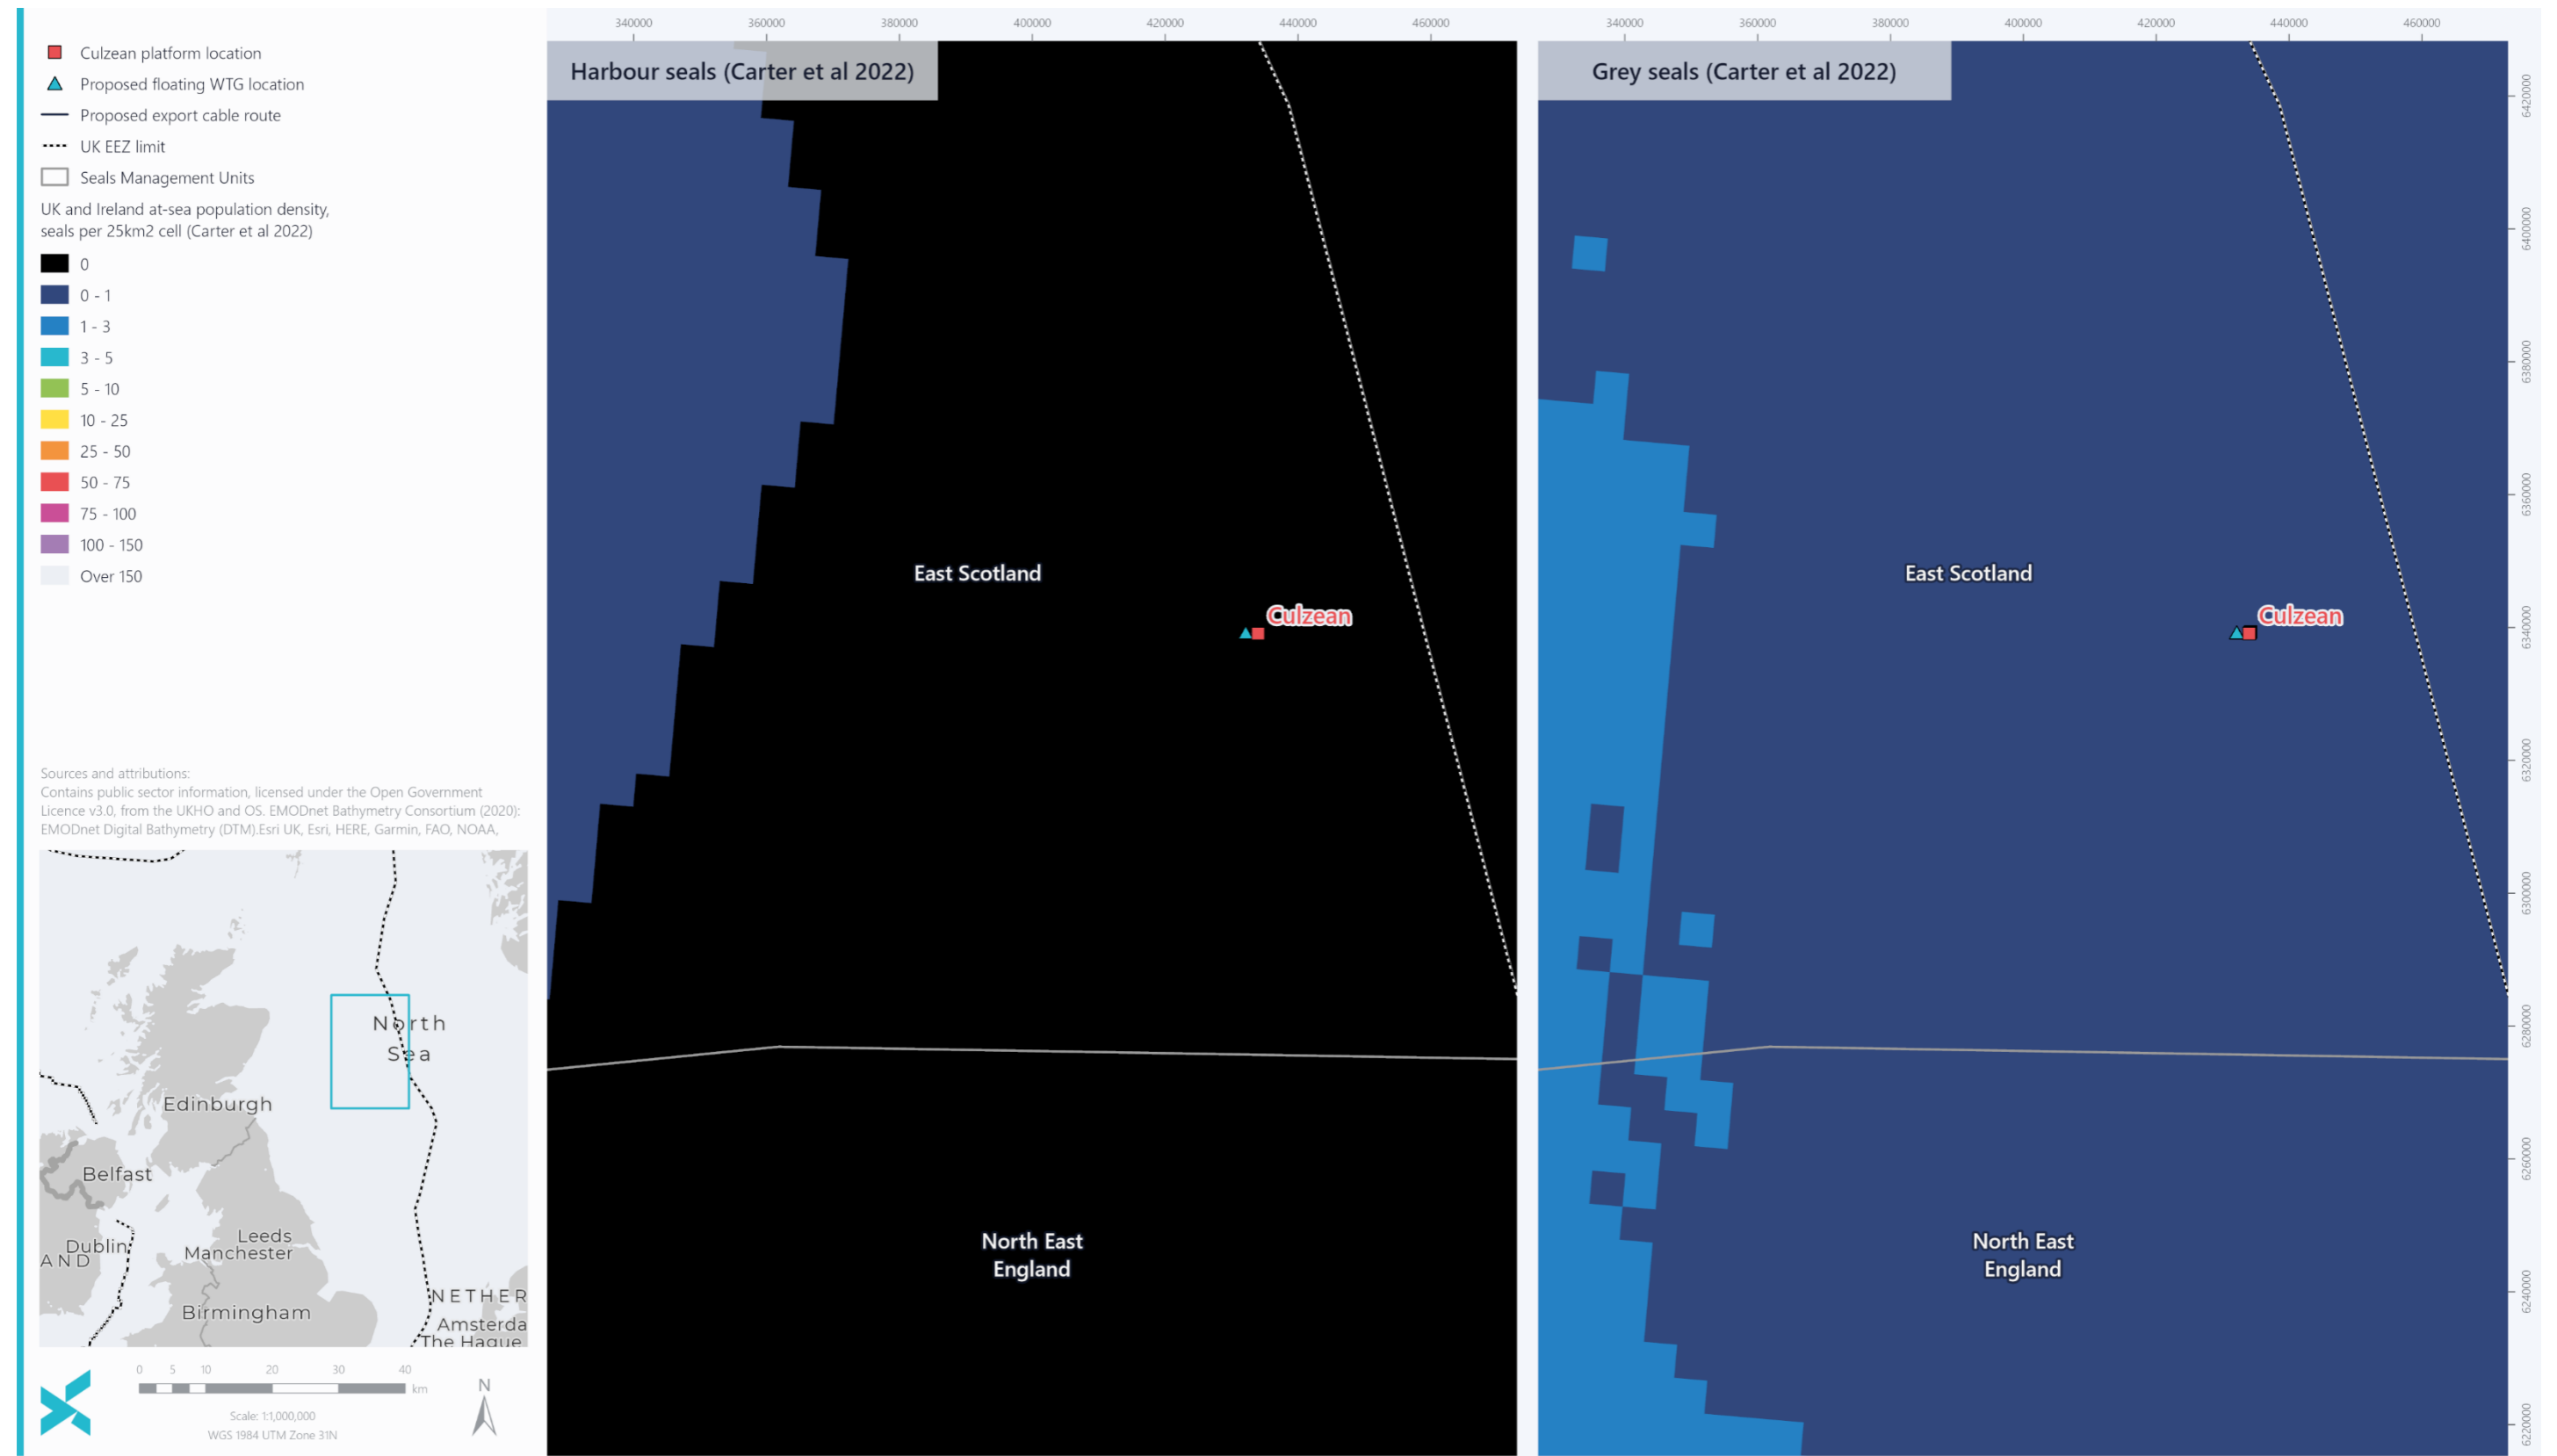 Culzean platform location
Proposed floating WTG location
Proposed export cable route
UK EEZ limit
Seals Management Units
UK and Ireland at-sea population density,
seals per 25km2 cell (Carter et al 2022)
0
0 - 1
1 - 3
3 - 5
5 - 10
10 - 25
25 - 50
50 - 75
75 - 100
100 - 150
Over 150
Sources and attributions:
Contains public sector information, licensed under the Open Government
Licence v3.0, from the UKHO and OS. EMODnet Bathymetry Consortium (2020):
EMODnet Digital Bathymetry (DTM).Esri UK, Esri, HERE, Garmin, FAO, NOAA,
North
Sea
Edinburgh
Belfast
Leeds
Dublin
Manchester
AND
NETHER
Birmingham
Amsterda
The Hague
0 5 10 20 30 40
km
N
Scale: 1:1,000,000
WGS 1984 UTM Zone 31N
340000 360000 380000 400000 420000 440000 460000
Harbour seals (Carter et al 2022)
East Scotland
Culzean
North East
England
340000 360000 380000 400000 420000 440000 460000
Grey seals (Carter et al 2022)
East Scotland
Culzean
North East
England
6420000
6400000
6380000
6360000
6340000
6320000
6300000
6280000
6260000
6240000
6220000